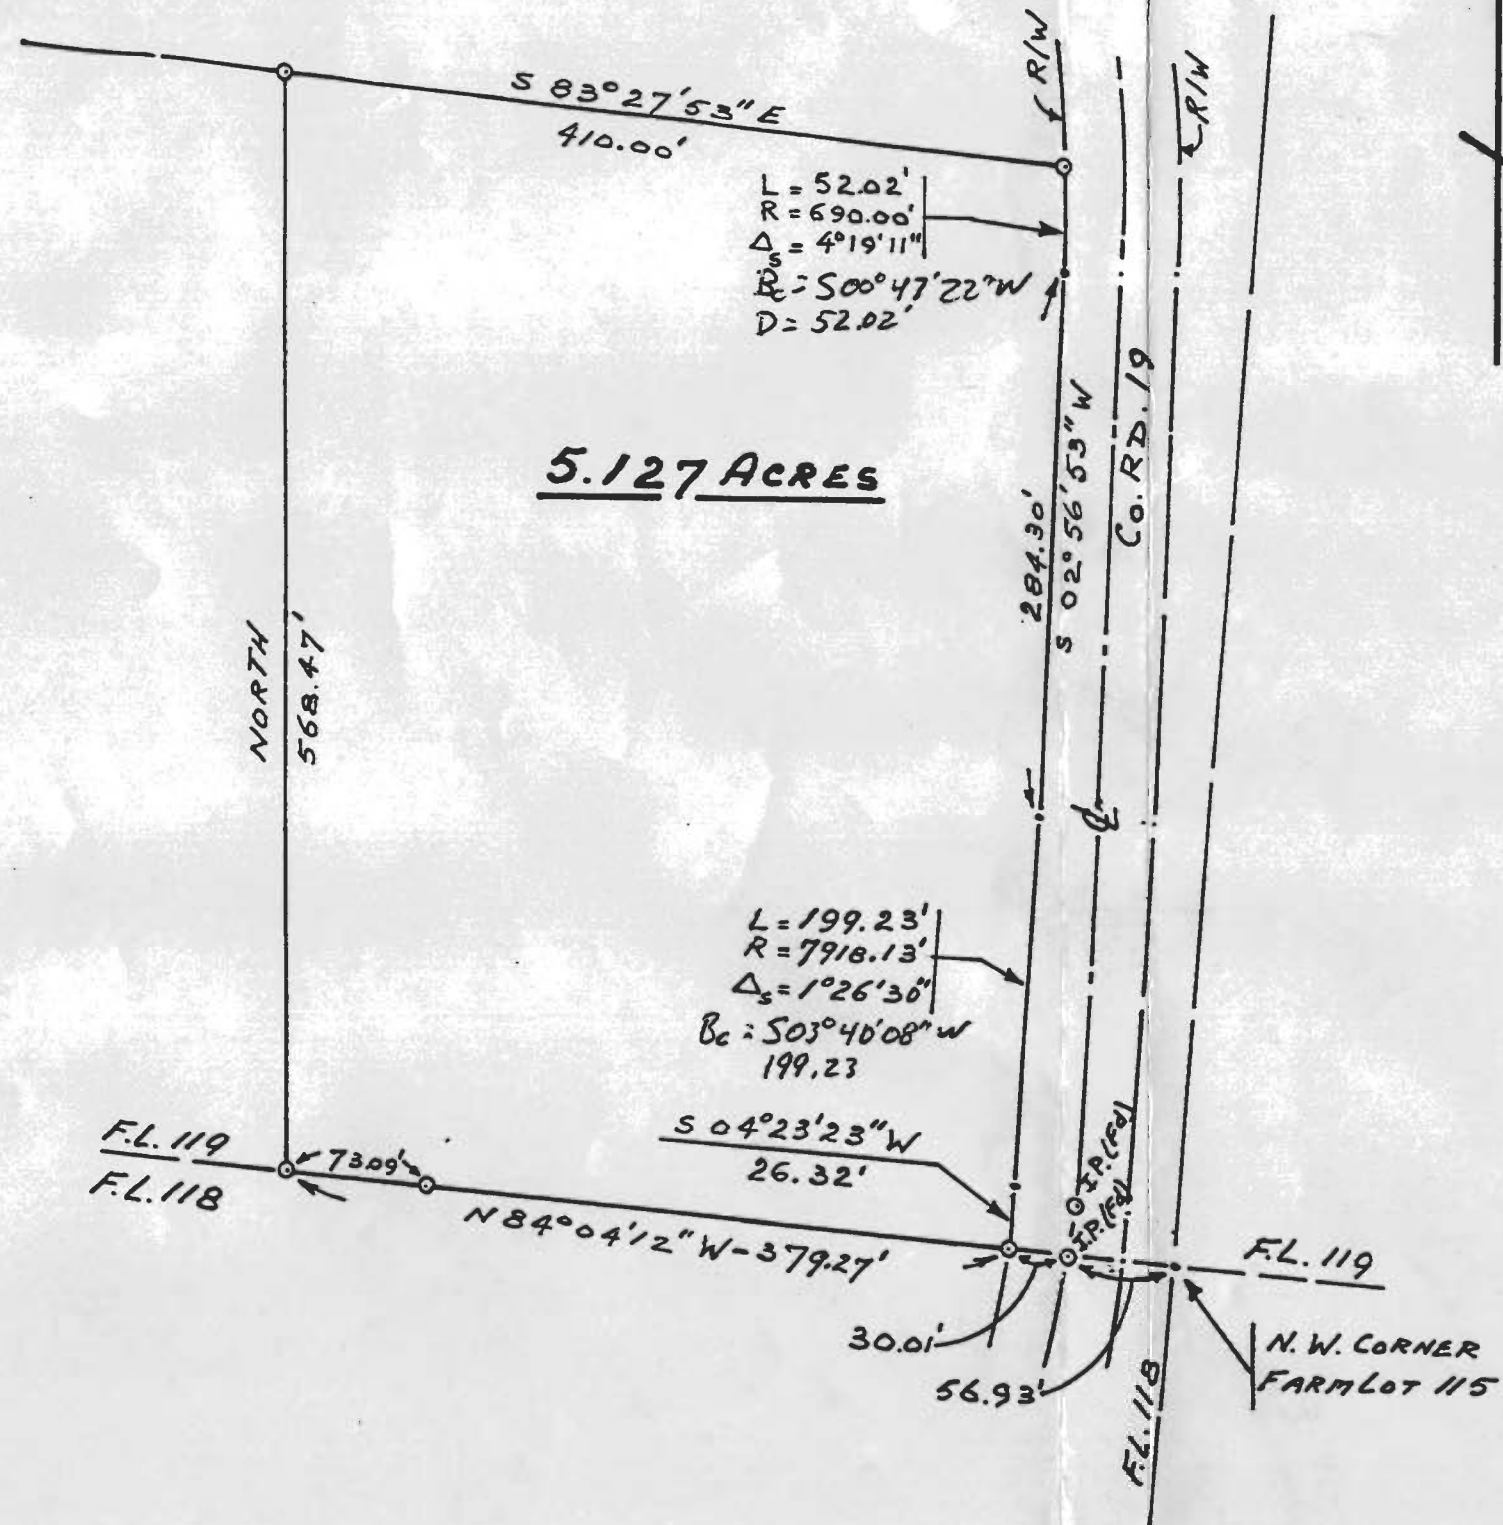 R/W
R/W
S 83°27'53" E
410.00'
L = 52.02'
R = 690.00'
Δs = 4°19'11"
Bc = S00°47'22"W
D = 52.02'
Co. RD. 19
S 02°56'53" W
284.30'
5.127 ACRES
NORTH
568.47'
℄
L = 199.23'
R = 7918.13'
Δs = 1°26'30"
Bc = S03°40'08" W
199.23
S 04°23'23" W
26.32'
I.P.(Fd)
I.P.(Fd)
F.L. 119
F.L. 118
73.09'
N 84°04'12" W - 379.27'
F.L. 119
30.01'
56.93'
F.L. 118
N. W. CORNER
FARM LOT 115